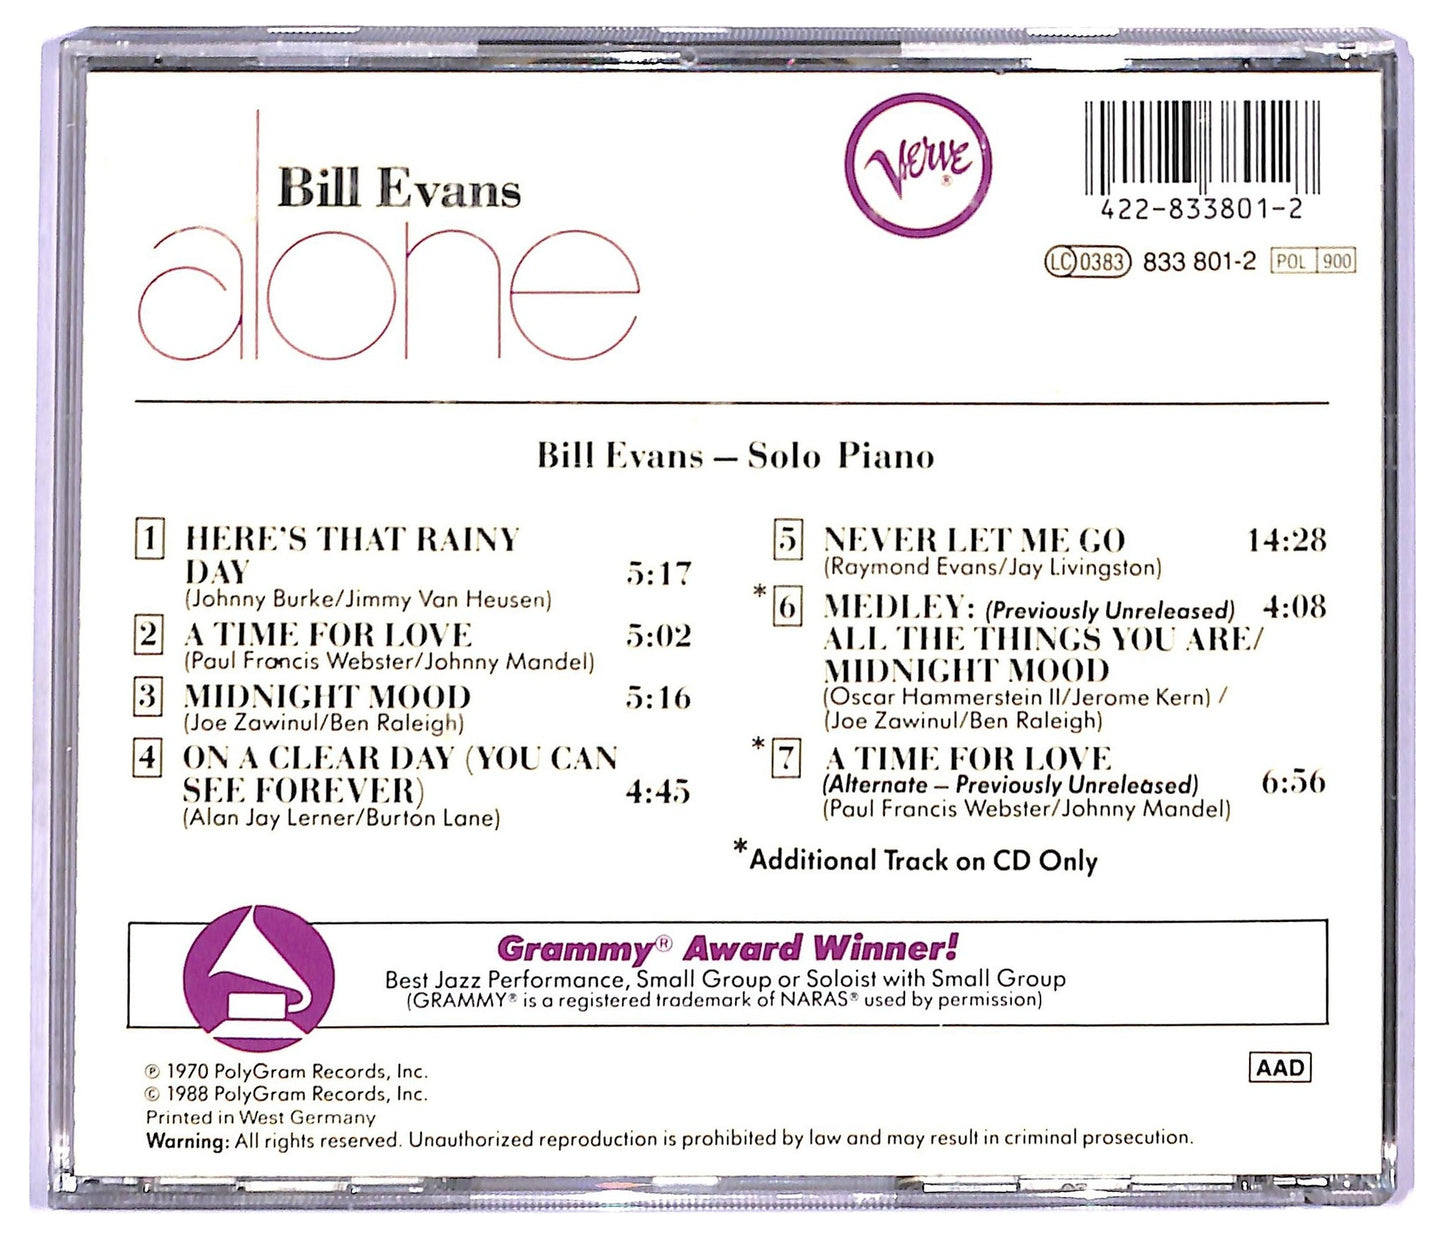 Bill Evans
alone
VERVE®
422-833801-2
LC 0383 833 801-2 POL 900
Bill Evans – Solo Piano
1 HERE'S THAT RAINY
DAY 5:17
(Johnny Burke/Jimmy Van Heusen)
2 A TIME FOR LOVE 5:02
(Paul Francis Webster/Johnny Mandel)
3 MIDNIGHT MOOD 5:16
(Joe Zawinul/Ben Raleigh)
4 ON A CLEAR DAY (YOU CAN
SEE FOREVER) 4:45
(Alan Jay Lerner/Burton Lane)
5 NEVER LET ME GO 14:28
(Raymond Evans/Jay Livingston)
*6 MEDLEY: (Previously Unreleased) 4:08
ALL THE THINGS YOU ARE/
MIDNIGHT MOOD
(Oscar Hammerstein II/Jerome Kern) /
(Joe Zawinul/Ben Raleigh)
*7 A TIME FOR LOVE
(Alternate – Previously Unreleased) 6:56
(Paul Francis Webster/Johnny Mandel)
*Additional Track on CD Only
Grammy® Award Winner!
Best Jazz Performance, Small Group or Soloist with Small Group
(GRAMMY® is a registered trademark of NARAS® used by permission)
℗ 1970 PolyGram Records, Inc.
© 1988 PolyGram Records, Inc.
Printed in West Germany
Warning: All rights reserved. Unauthorized reproduction is prohibited by law and may result in criminal prosecution.
AAD